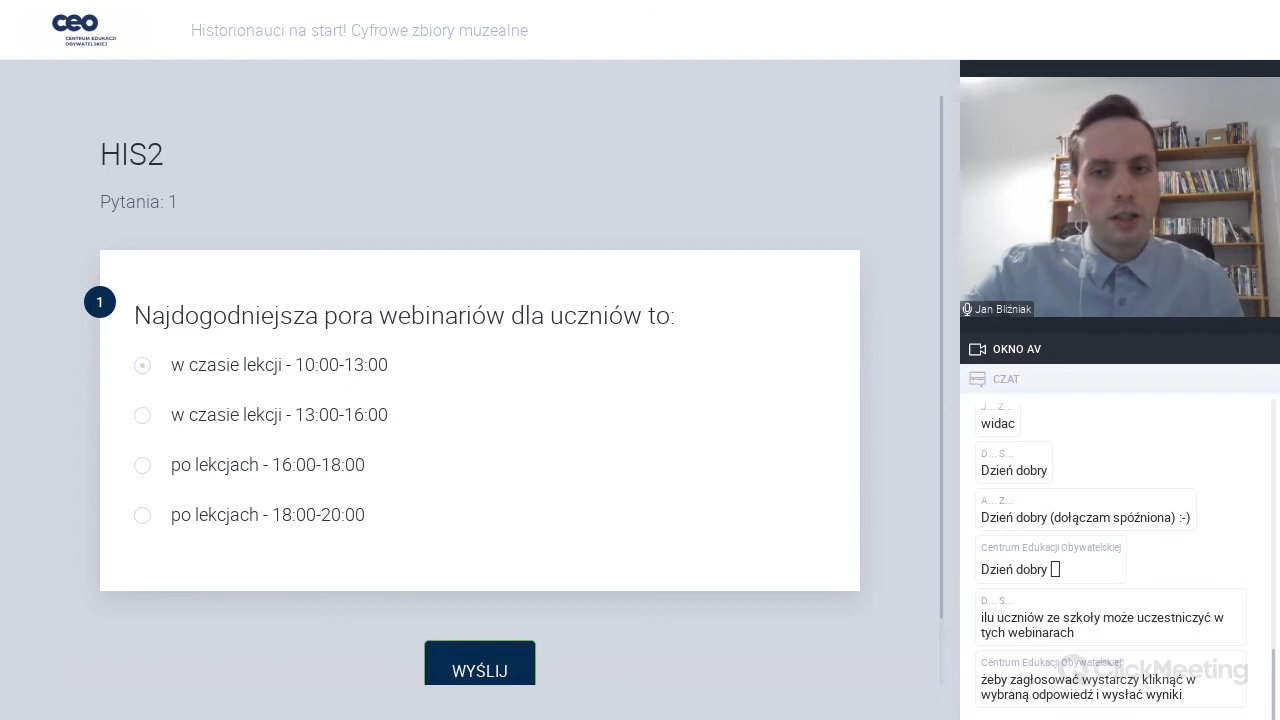 ceo
CENTRUM EDUKACJI
OBYWATELSKIEJ
Historionauci na start! Cyfrowe zbiory muzealne
HIS2
Pytania: 1
1
Najdogodniejsza pora webinariów dla uczniów to:
w czasie lekcji - 10:00-13:00
w czasie lekcji - 13:00-16:00
po lekcjach - 16:00-18:00
po lekcjach - 18:00-20:00
WYŚLIJ
Jan Bliźniak
OKNO AV
CZAT
J... Z...
widac
D... S...
Dzień dobry
A... Z...
Dzień dobry (dołączam spóźniona) :-)
Centrum Edukacji Obywatelskiej
Dzień dobry
D... S...
ilu uczniów ze szkoły może uczestniczyć w
tych webinarach
Centrum Edukacji Obywatelskiej
żeby zagłosować wystarczy kliknąć w
wybraną odpowiedź i wysłać wyniki
ClickMeeting